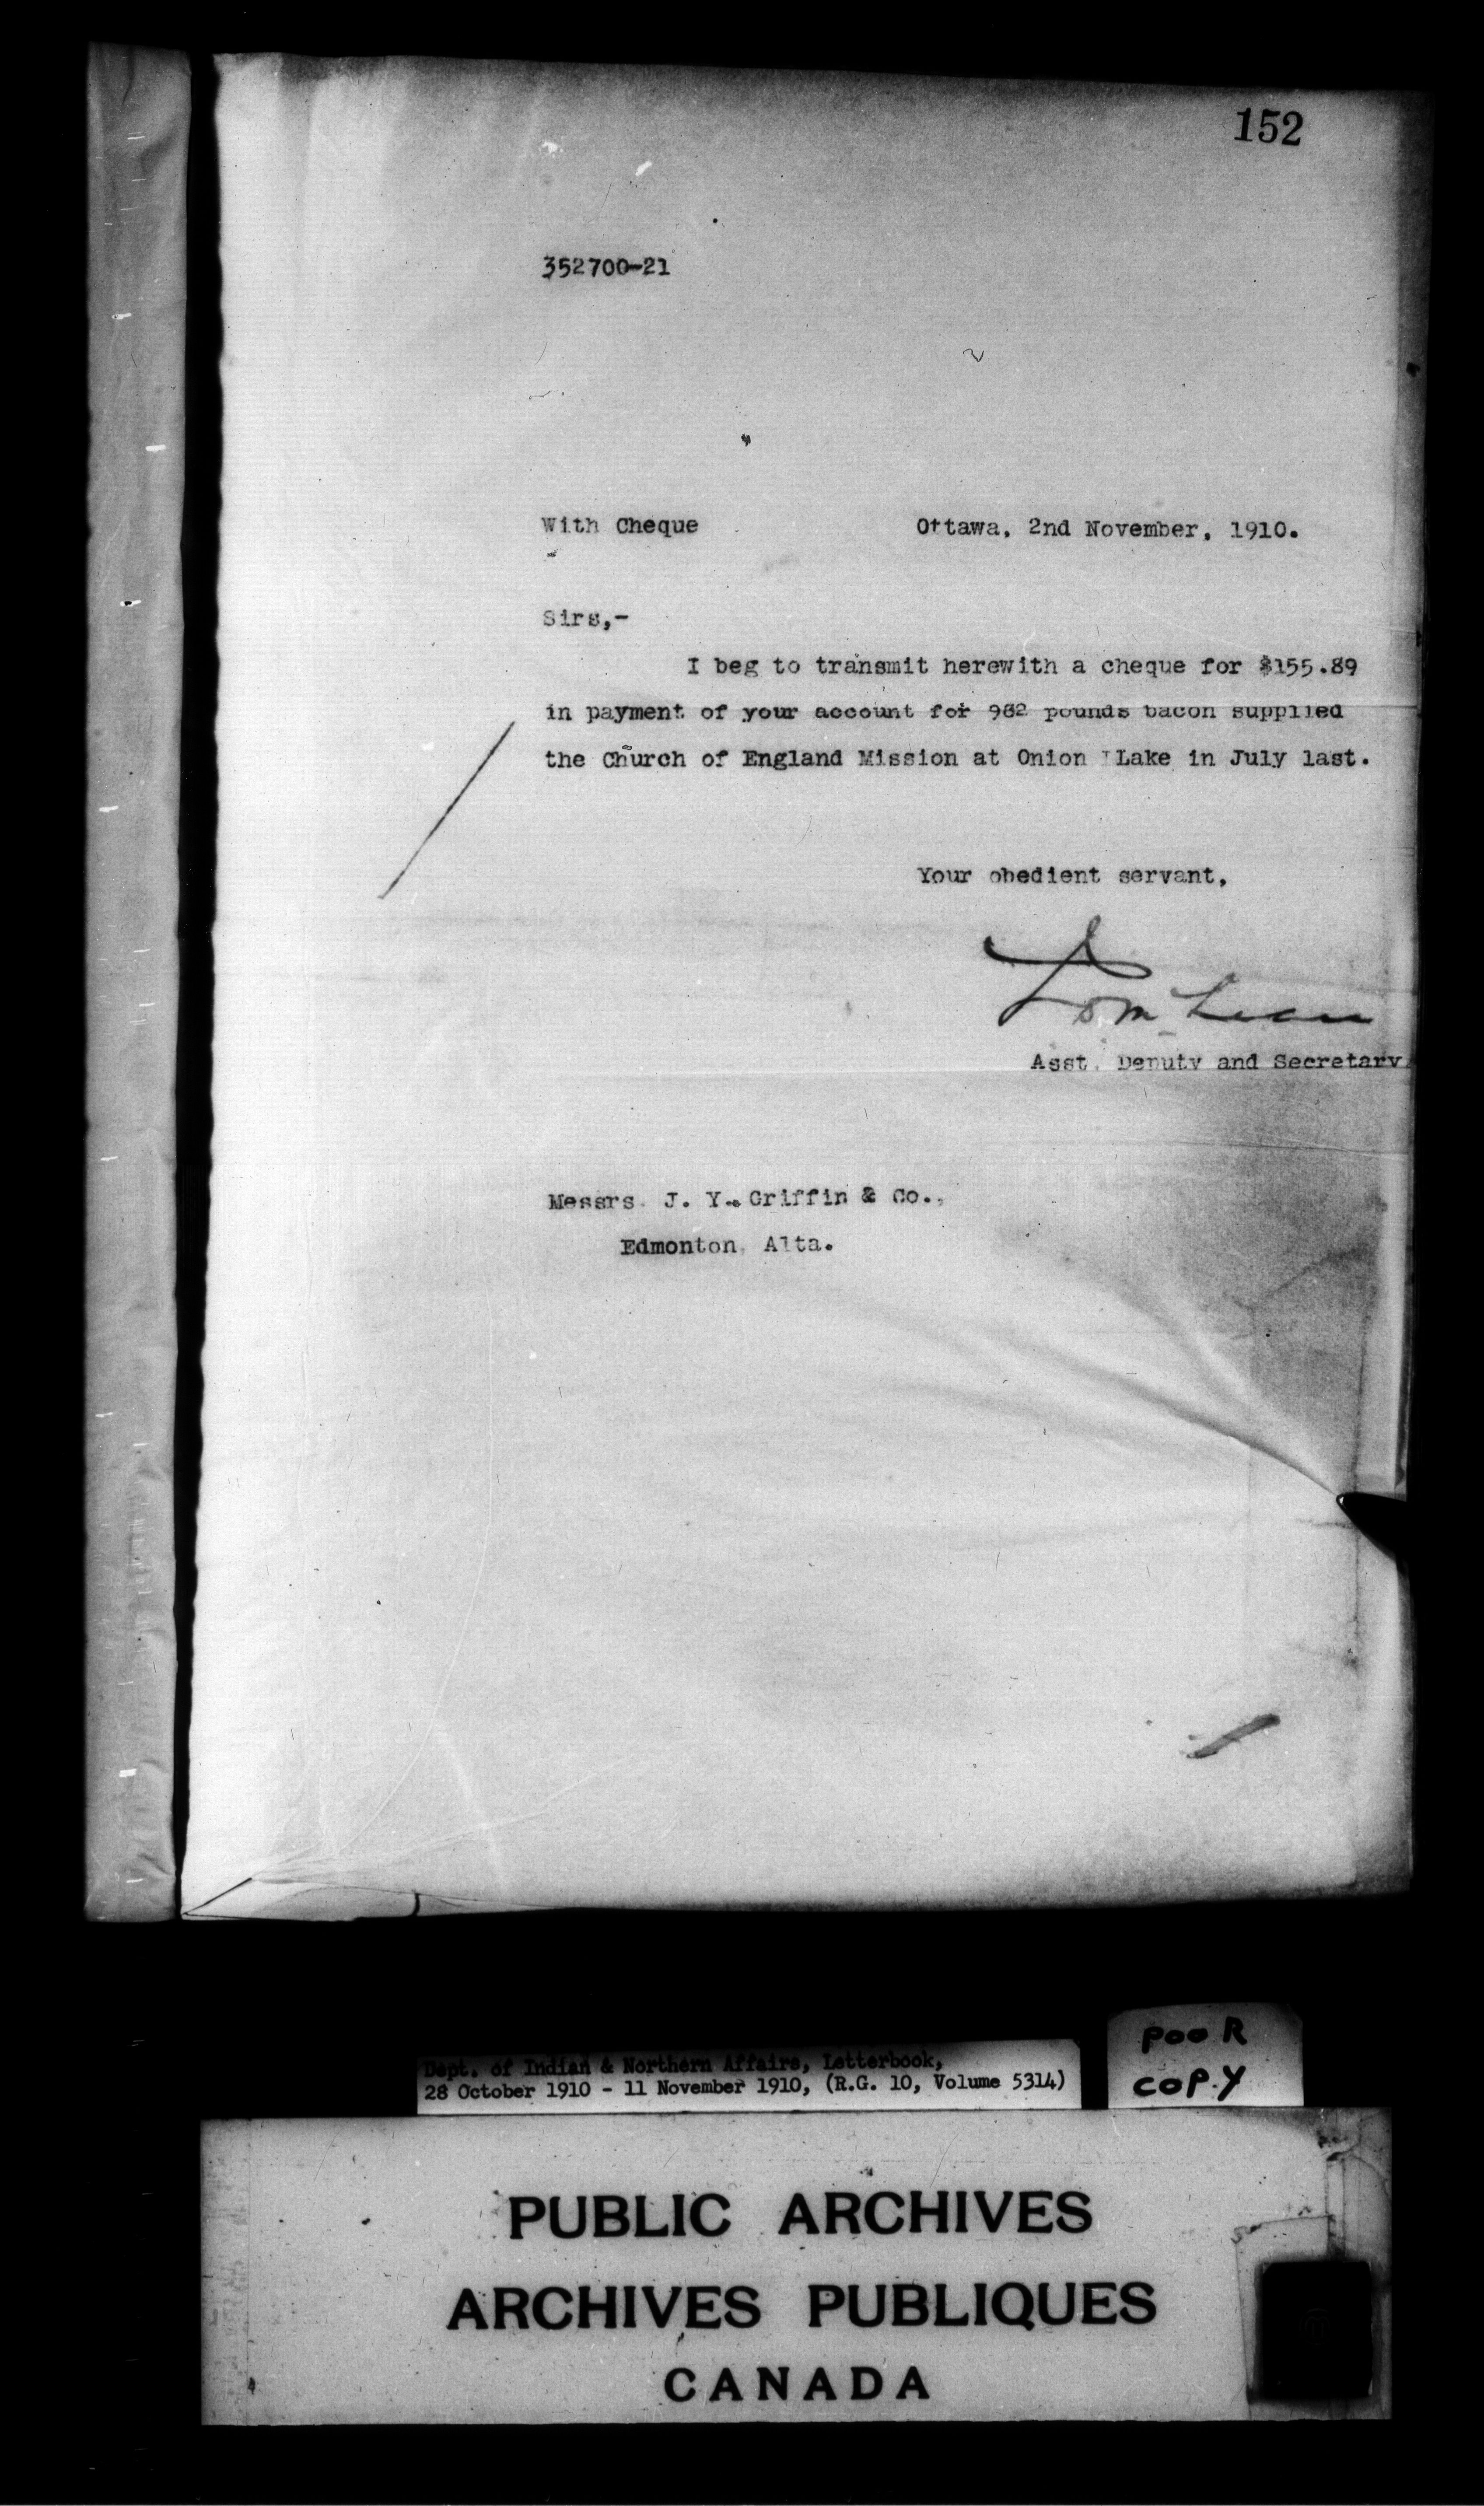 152
352700-21
With Cheque Ottawa, 2nd November, 1910.
Sirs,-
I beg to transmit herewith a cheque for $155.89
in payment of your account for 962 pounds bacon supplied
the Church of England Mission at Onion Lake in July last.
Your obedient servant,
Asst. Deputy and Secretary.
Messrs. J. Y. Griffin & Co.,
Edmonton, Alta.
Dept. of Indian & Northern Affairs, Letterbook,
28 October 1910 - 11 November 1910, (R.G. 10, Volume 5314)
POOR
COPY
PUBLIC ARCHIVES
ARCHIVES PUBLIQUES
CANADA